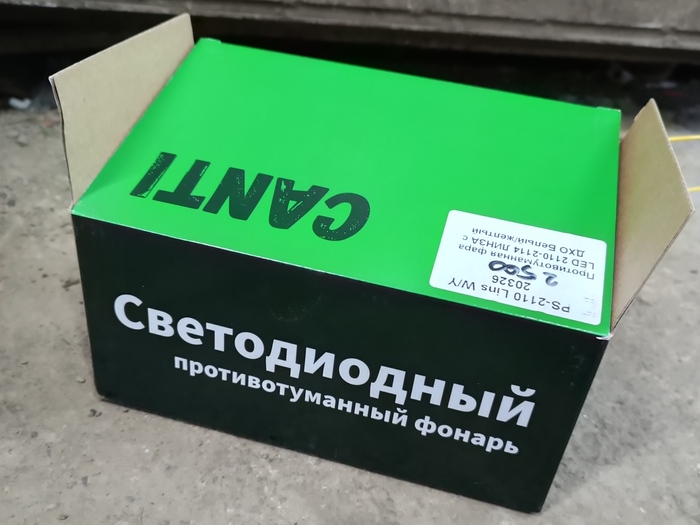 CANTI
PS-2110 Lins W/Y
20326
Противотуманная фара
LED 2110-2114 ЛИНЗА с
ДХО Белый/желтый
2 500
Светодиодный
противотуманный фонарь